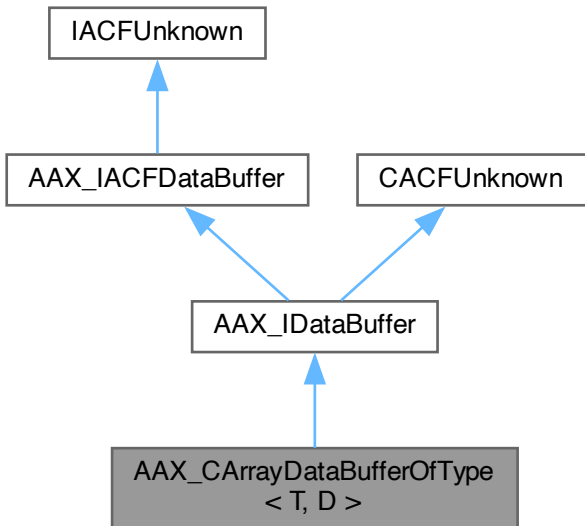 IACFUnknown
AAX_IACFDataBuffer
CACFUnknown
AAX_IDataBuffer
AAX_CArrayDataBufferOfType
< T, D >